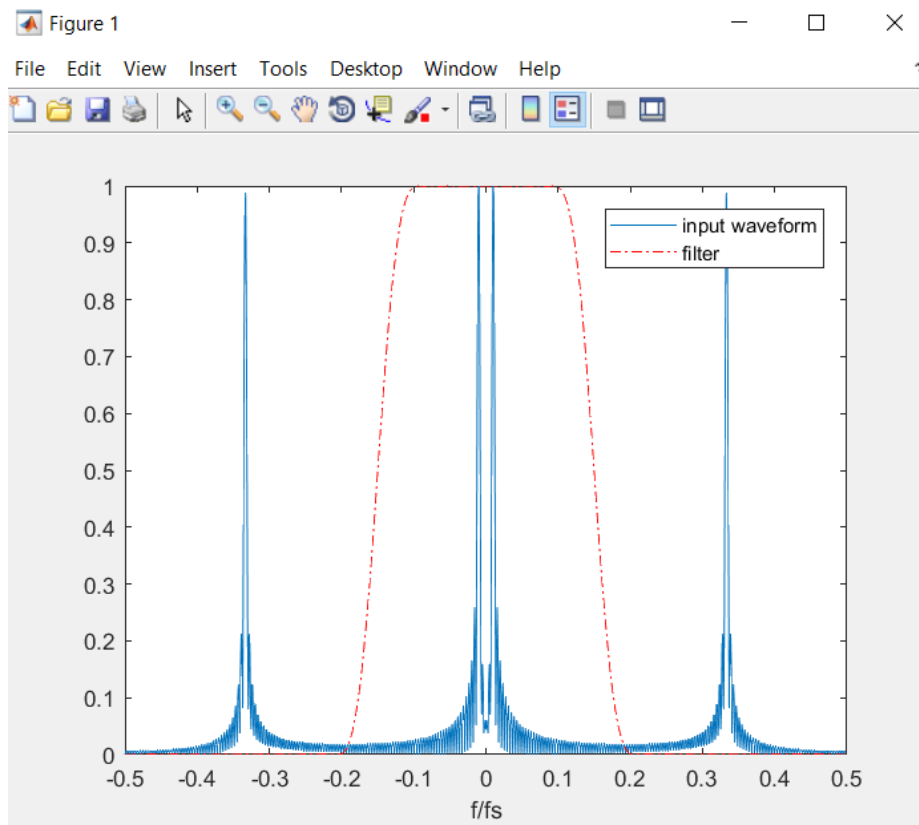 Figure 1
File Edit View Insert Tools Desktop Window Help
1
0.9
0.8
0.7
0.6
0.5
0.4
0.3
0.2
0.1
0
input waveform
filter
-0.5 -0.4 -0.3 -0.2 -0.1 0 0.1 0.2 0.3 0.4 0.5
f/fs